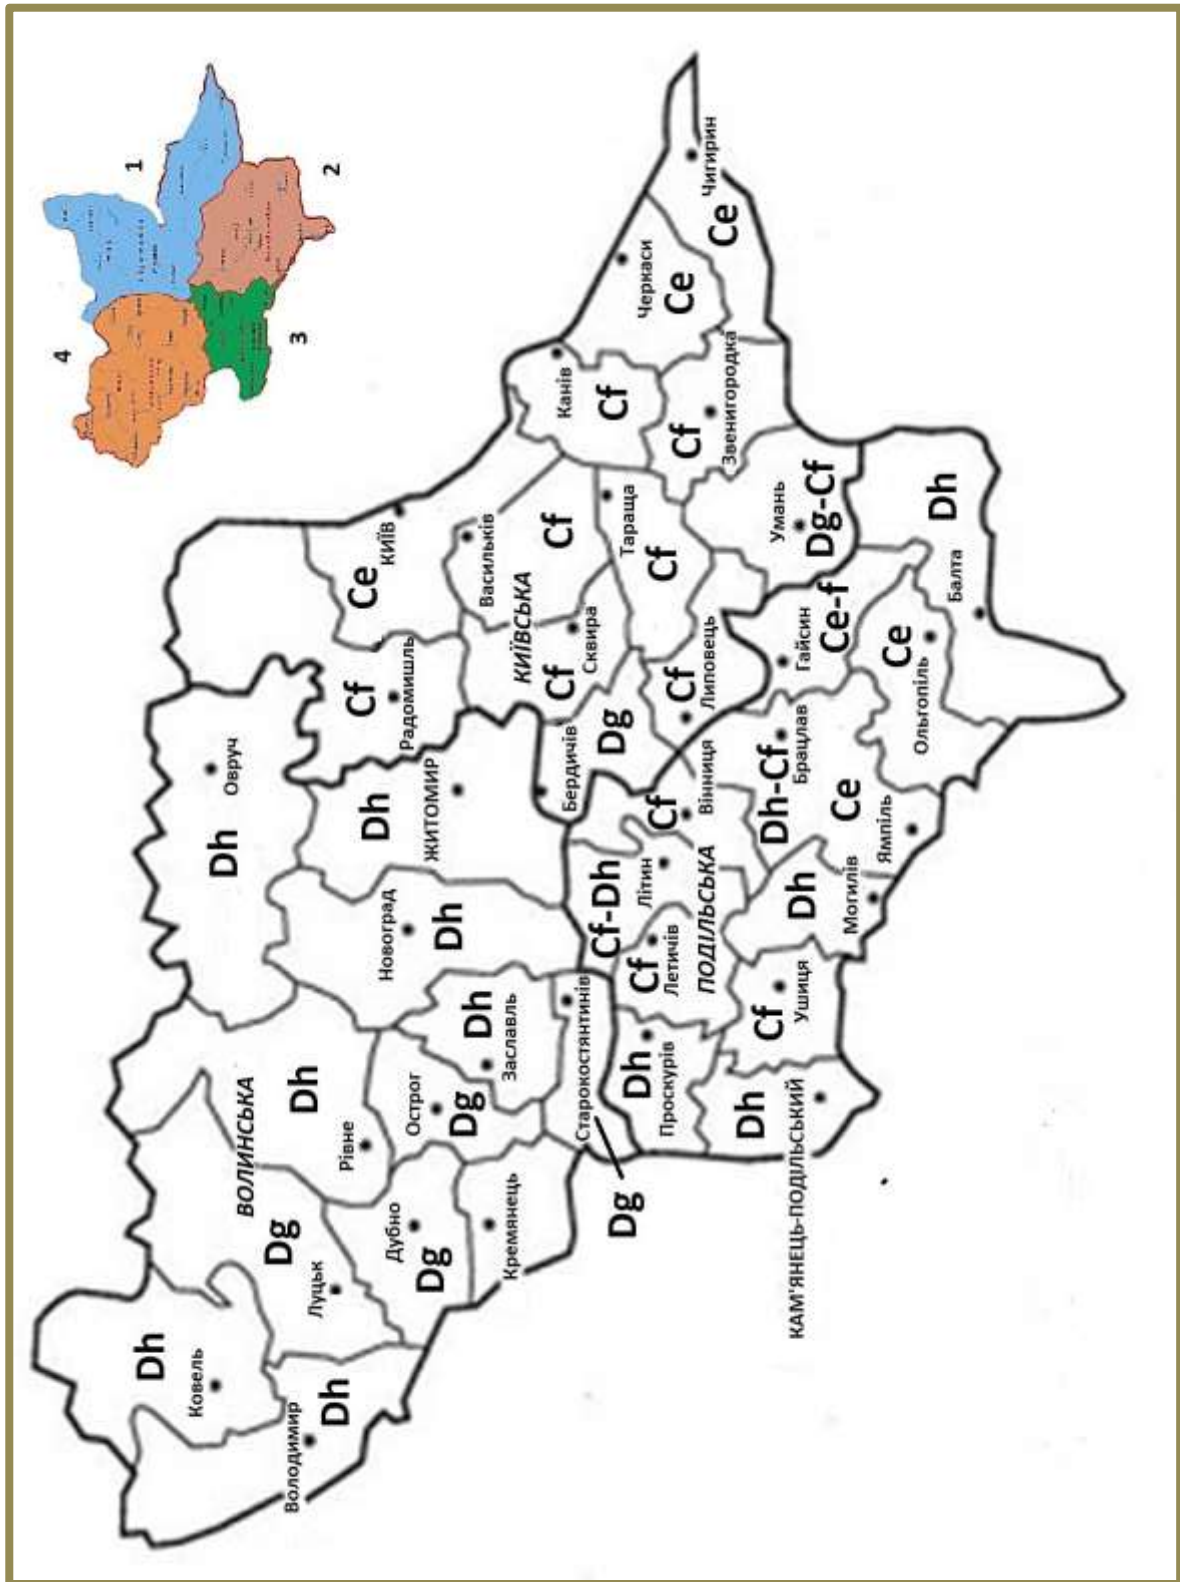 4
1
3
2
Dh
Ковель
Dh
Овруч
ВОЛИНСЬКА
Dg
Луцьк
Володимир
Dh
Dh
Рівне
Ce
КИЇВ
Cf
Радомишль
Dh
ЖИТОМИР
Новоград
Dh
Дубно
Dg
Острог
Dg
Dh
Заславль
Кремянець
Васильків
Cf
КИЇВСЬКА
Cf
Сквира
Канів
Cf
Черкаси
Ce
Чигирин
Ce
Бердичів
Dg
Старокостянтинів
Dg
Cf-Dh
Літин
Cf
Летичів
Dh
Проскурів
Тараща
Cf
Cf
Липовець
Cf
Вінниця
ПОДІЛЬСЬКА
Cf
Звенигородка
Dh
КАМ'ЯНЕЦЬ-ПОДІЛЬСЬКИЙ
Cf
Ушиця
Умань
Dg-Cf
Гайсин
Ce-f
Dh-Cf
Брацлав
Dh
Могилів
Ce
Ямпіль
Ce
Ольгопіль
Dh
Балта